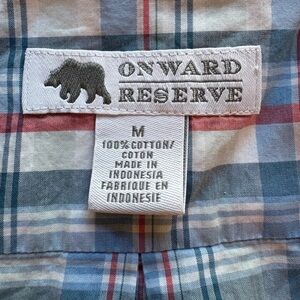 ONWARD
RESERVE
M
100% COTTON/
COTON
MADE IN
INDONESIA
FABRIQUE EN
INDONESIE